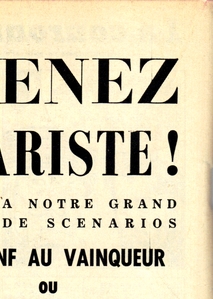 ENEZ
ARISTE !
A NOTRE GRAND
DE SCENARIOS
NF AU VAINQUEUR
OU